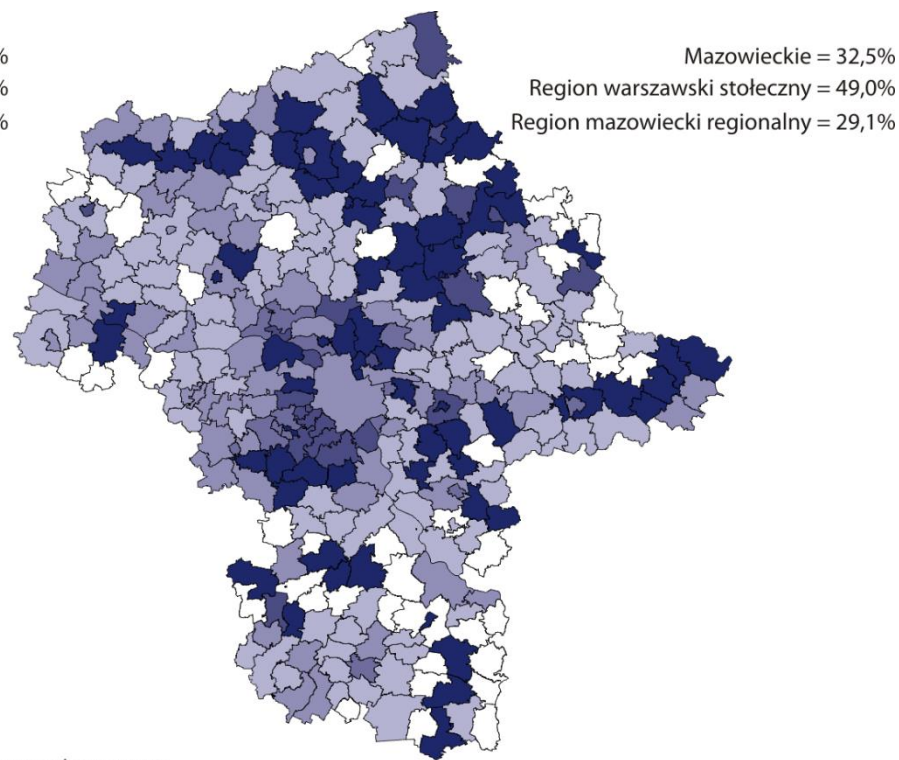 %
Mazowieckie = 32,5%
%
Region warszawski stołeczny = 49,0%
%
Region mazowiecki regionalny = 29,1%